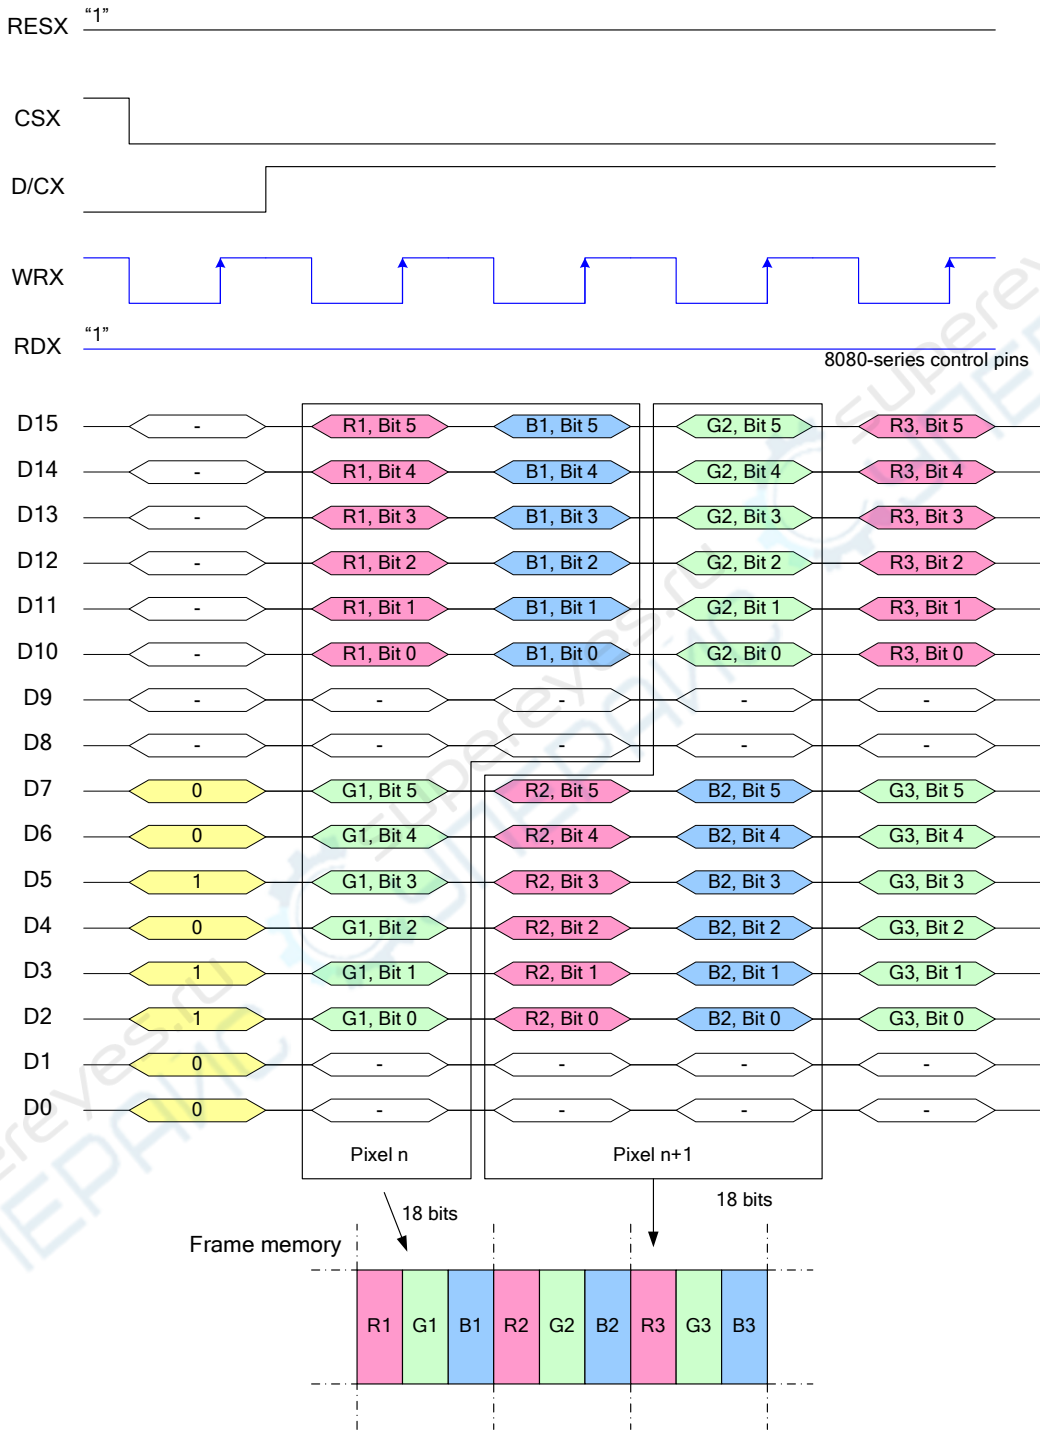 RESX "1"
CSX
D/CX
WRX
RDX "1"
8080-series control pins
D15 - R1, Bit 5 B1, Bit 5 G2, Bit 5 R3, Bit 5
D14 - R1, Bit 4 B1, Bit 4 G2, Bit 4 R3, Bit 4
D13 - R1, Bit 3 B1, Bit 3 G2, Bit 3 R3, Bit 3
D12 - R1, Bit 2 B1, Bit 2 G2, Bit 2 R3, Bit 2
D11 - R1, Bit 1 B1, Bit 1 G2, Bit 1 R3, Bit 1
D10 - R1, Bit 0 B1, Bit 0 G2, Bit 0 R3, Bit 0
D9 - - - - -
D8 - - - - -
D7 0 G1, Bit 5 R2, Bit 5 B2, Bit 5 G3, Bit 5
D6 0 G1, Bit 4 R2, Bit 4 B2, Bit 4 G3, Bit 4
D5 1 G1, Bit 3 R2, Bit 3 B2, Bit 3 G3, Bit 3
D4 0 G1, Bit 2 R2, Bit 2 B2, Bit 2 G3, Bit 2
D3 1 G1, Bit 1 R2, Bit 1 B2, Bit 1 G3, Bit 1
D2 1 G1, Bit 0 R2, Bit 0 B2, Bit 0 G3, Bit 0
D1 0 - - - -
D0 0 - - - -
Pixel n Pixel n+1
18 bits 18 bits
Frame memory
R1 G1 B1 R2 G2 B2 R3 G3 B3
supereyes.ru
СУПЕРАЙС